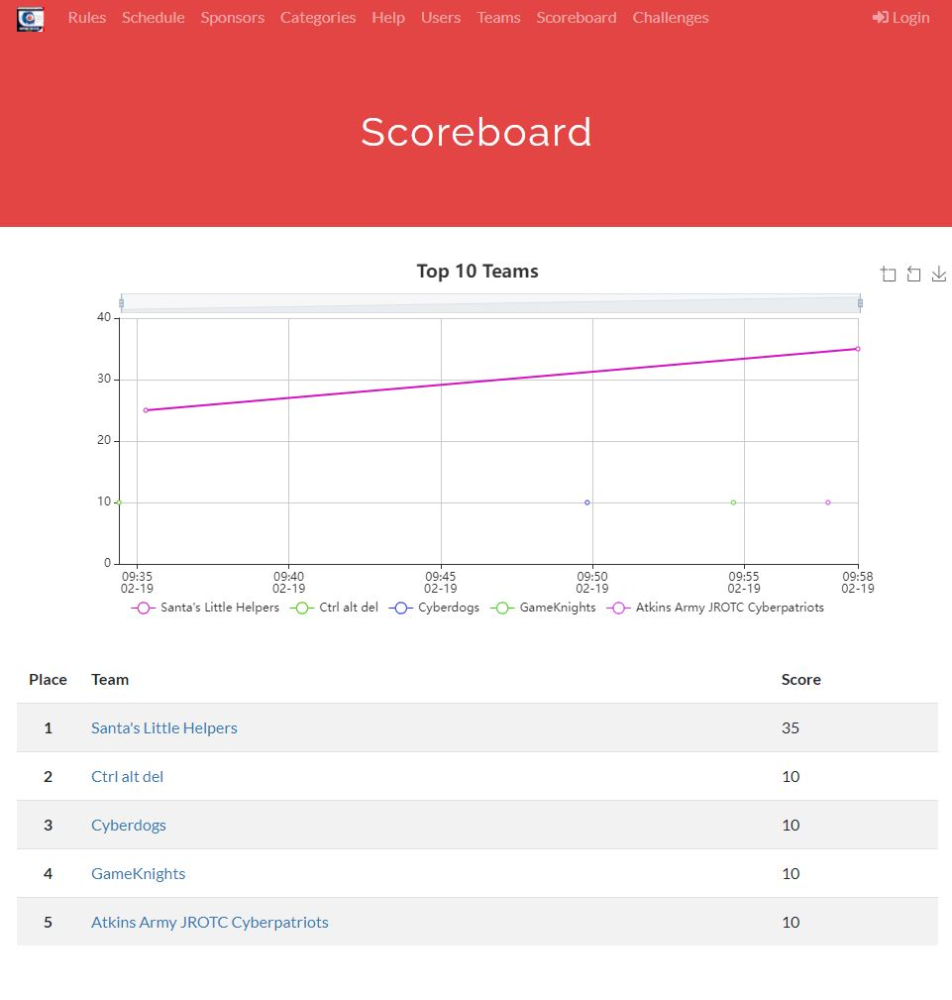 Rules Schedule Sponsors Categories Help Users Teams Scoreboard Challenges Login
Scoreboard
Top 10 Teams
40
30
20
10
0
09:35 09:40 09:45 09:50 09:55 09:58
02-19 02-19 02-19 02-19 02-19 02-19
Santa's Little Helpers Ctrl alt del Cyberdogs GameKnights Atkins Army JROTC Cyberpatriots
Place Team Score
1 Santa's Little Helpers 35
2 Ctrl alt del 10
3 Cyberdogs 10
4 GameKnights 10
5 Atkins Army JROTC Cyberpatriots 10